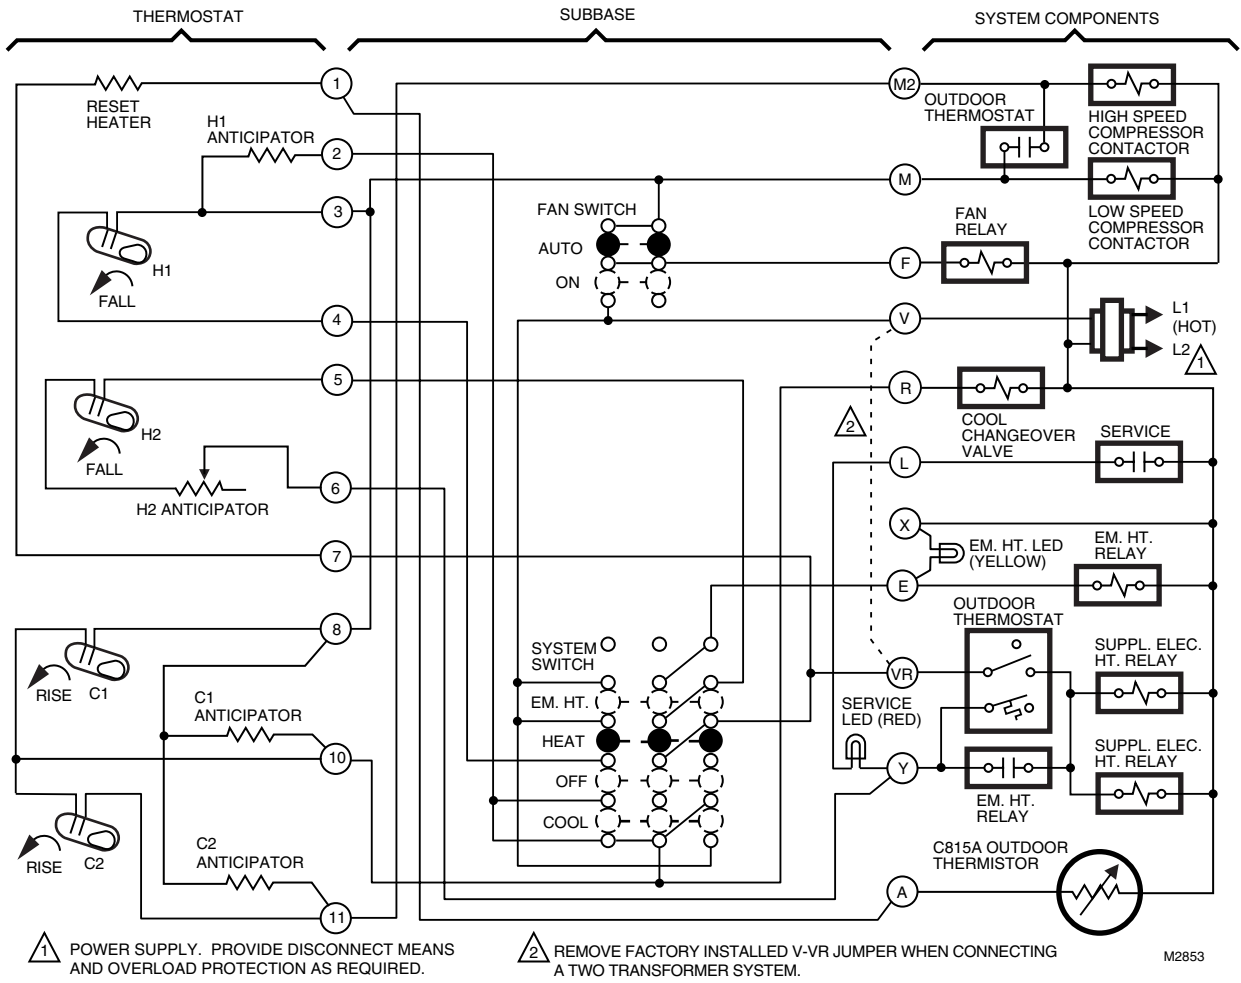 THERMOSTAT
SUBBASE
SYSTEM COMPONENTS
1
RESET
HEATER
H1
ANTICIPATOR
2
3
H1
FALL
4
5
H2
FALL
H2 ANTICIPATOR
6
7
8
RISE
C1
C1
ANTICIPATOR
10
RISE
C2
C2
ANTICIPATOR
11
FAN SWITCH
AUTO
ON
SYSTEM
SWITCH
EM. HT.
HEAT
OFF
COOL
M2
OUTDOOR
THERMOSTAT
HIGH SPEED
COMPRESSOR
CONTACTOR
M
LOW SPEED
COMPRESSOR
CONTACTOR
FAN
RELAY
F
V
L1
(HOT)
L2
1
R
COOL
CHANGEOVER
VALVE
2
SERVICE
L
X
EM. HT. LED
(YELLOW)
EM. HT.
RELAY
E
OUTDOOR
THERMOSTAT
SUPPL. ELEC.
HT. RELAY
VR
SERVICE
LED (RED)
SUPPL. ELEC.
HT. RELAY
Y
EM. HT.
RELAY
C815A OUTDOOR
THERMISTOR
A
1
POWER SUPPLY. PROVIDE DISCONNECT MEANS
AND OVERLOAD PROTECTION AS REQUIRED.
2
REMOVE FACTORY INSTALLED V-VR JUMPER WHEN CONNECTING
A TWO TRANSFORMER SYSTEM.
M2853